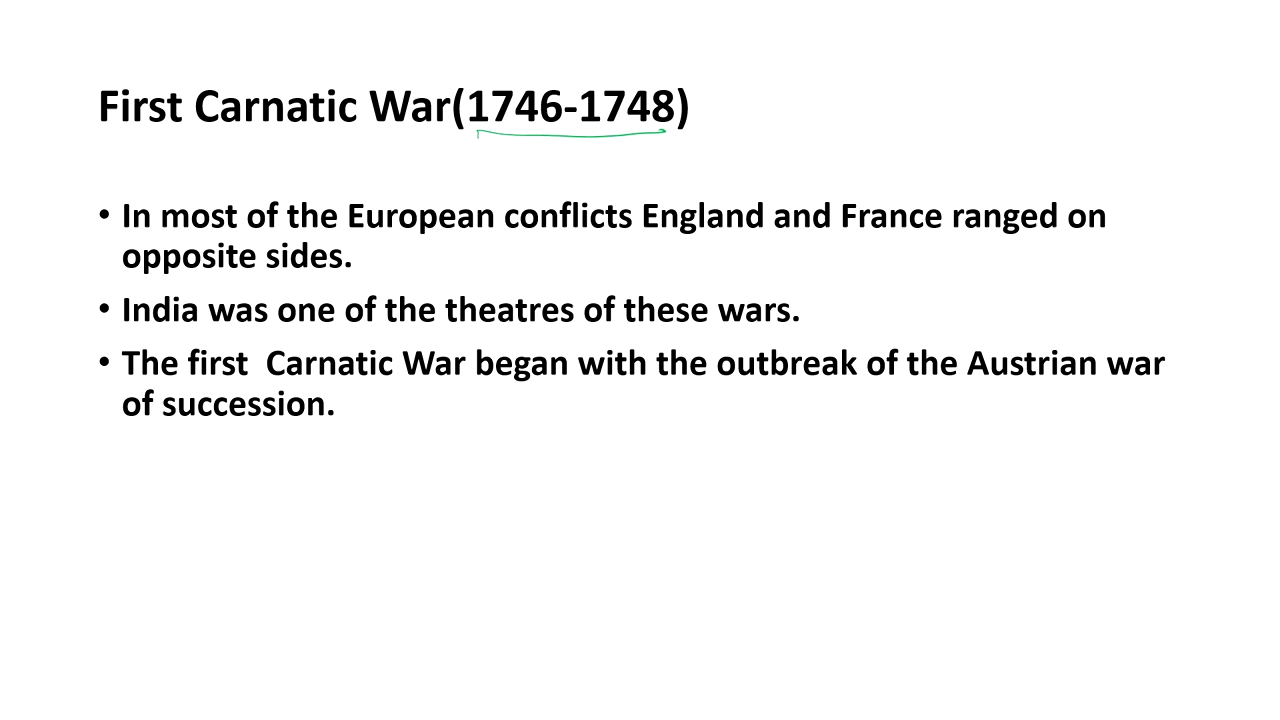 First Carnatic War(1746-1748)
• In most of the European conflicts England and France ranged on
opposite sides.
• India was one of the theatres of these wars.
• The first  Carnatic War began with the outbreak of the Austrian war
of succession.